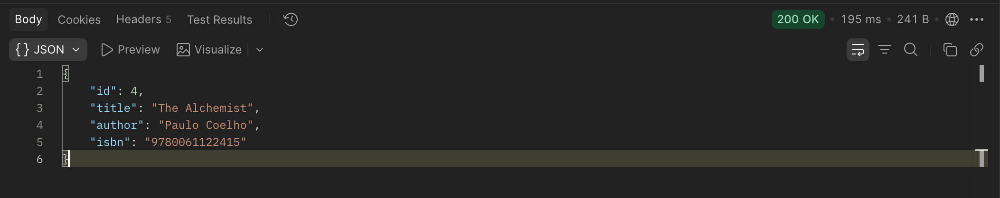 Body Cookies Headers 5 Test Results 200 OK • 195 ms • 241 B •
{} JSON Preview Visualize
1 {
2 "id": 4,
3 "title": "The Alchemist",
4 "author": "Paulo Coelho",
5 "isbn": "9780061122415"
6 }